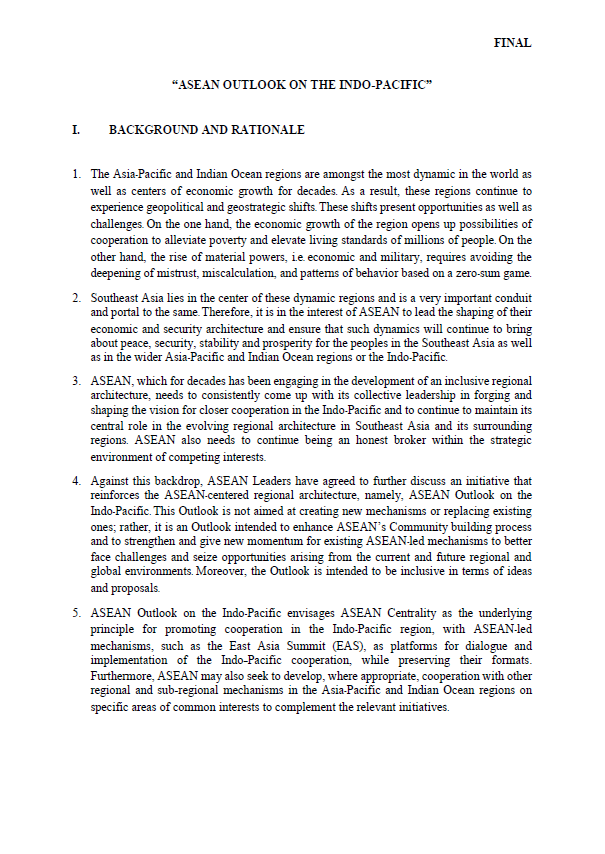 FINAL
“ASEAN OUTLOOK ON THE INDO-PACIFIC”
I. BACKGROUND AND RATIONALE
1. The Asia-Pacific and Indian Ocean regions are amongst the most dynamic in the world as
well as centers of economic growth for decades. As a result, these regions continue to
experience geopolitical and geostrategic shifts. These shifts present opportunities as well as
challenges. On the one hand, the economic growth of the region opens up possibilities of
cooperation to alleviate poverty and elevate living standards of millions of people. On the
other hand, the rise of material powers, i.e. economic and military, requires avoiding the
deepening of mistrust, miscalculation, and patterns of behavior based on a zero-sum game.
2. Southeast Asia lies in the center of these dynamic regions and is a very important conduit
and portal to the same. Therefore, it is in the interest of ASEAN to lead the shaping of their
economic and security architecture and ensure that such dynamics will continue to bring
about peace, security, stability and prosperity for the peoples in the Southeast Asia as well
as in the wider Asia-Pacific and Indian Ocean regions or the Indo-Pacific.
3. ASEAN, which for decades has been engaging in the development of an inclusive regional
architecture, needs to consistently come up with its collective leadership in forging and
shaping the vision for closer cooperation in the Indo-Pacific and to continue to maintain its
central role in the evolving regional architecture in Southeast Asia and its surrounding
regions. ASEAN also needs to continue being an honest broker within the strategic
environment of competing interests.
4. Against this backdrop, ASEAN Leaders have agreed to further discuss an initiative that
reinforces the ASEAN-centered regional architecture, namely, ASEAN Outlook on the
Indo-Pacific. This Outlook is not aimed at creating new mechanisms or replacing existing
ones; rather, it is an Outlook intended to enhance ASEAN’s Community building process
and to strengthen and give new momentum for existing ASEAN-led mechanisms to better
face challenges and seize opportunities arising from the current and future regional and
global environments. Moreover, the Outlook is intended to be inclusive in terms of ideas
and proposals.
5. ASEAN Outlook on the Indo-Pacific envisages ASEAN Centrality as the underlying
principle for promoting cooperation in the Indo-Pacific region, with ASEAN-led
mechanisms, such as the East Asia Summit (EAS), as platforms for dialogue and
implementation of the Indo-Pacific cooperation, while preserving their formats.
Furthermore, ASEAN may also seek to develop, where appropriate, cooperation with other
regional and sub-regional mechanisms in the Asia-Pacific and Indian Ocean regions on
specific areas of common interests to complement the relevant initiatives.